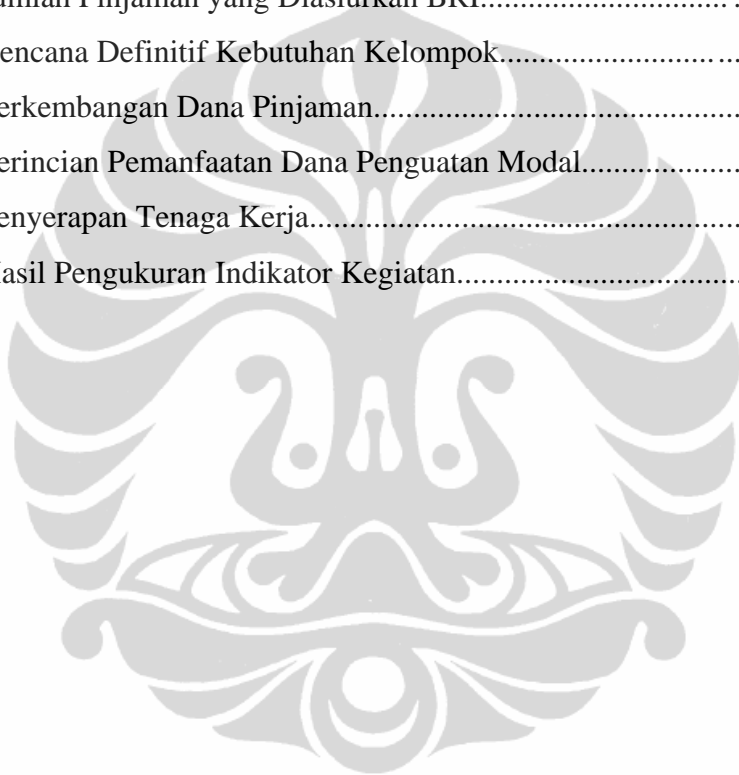 Pinjaman yang BRI..................................
encana Definitif Kebutuhan Kelompok..............................
erkembangan Dana Pinjaman..............................................
erincian Pemanfaatan Dana Penguatan Modal....................
enyerapan Tenaga Kerja......................................................
asil Pengukuran Indikator Kegiatan...................................